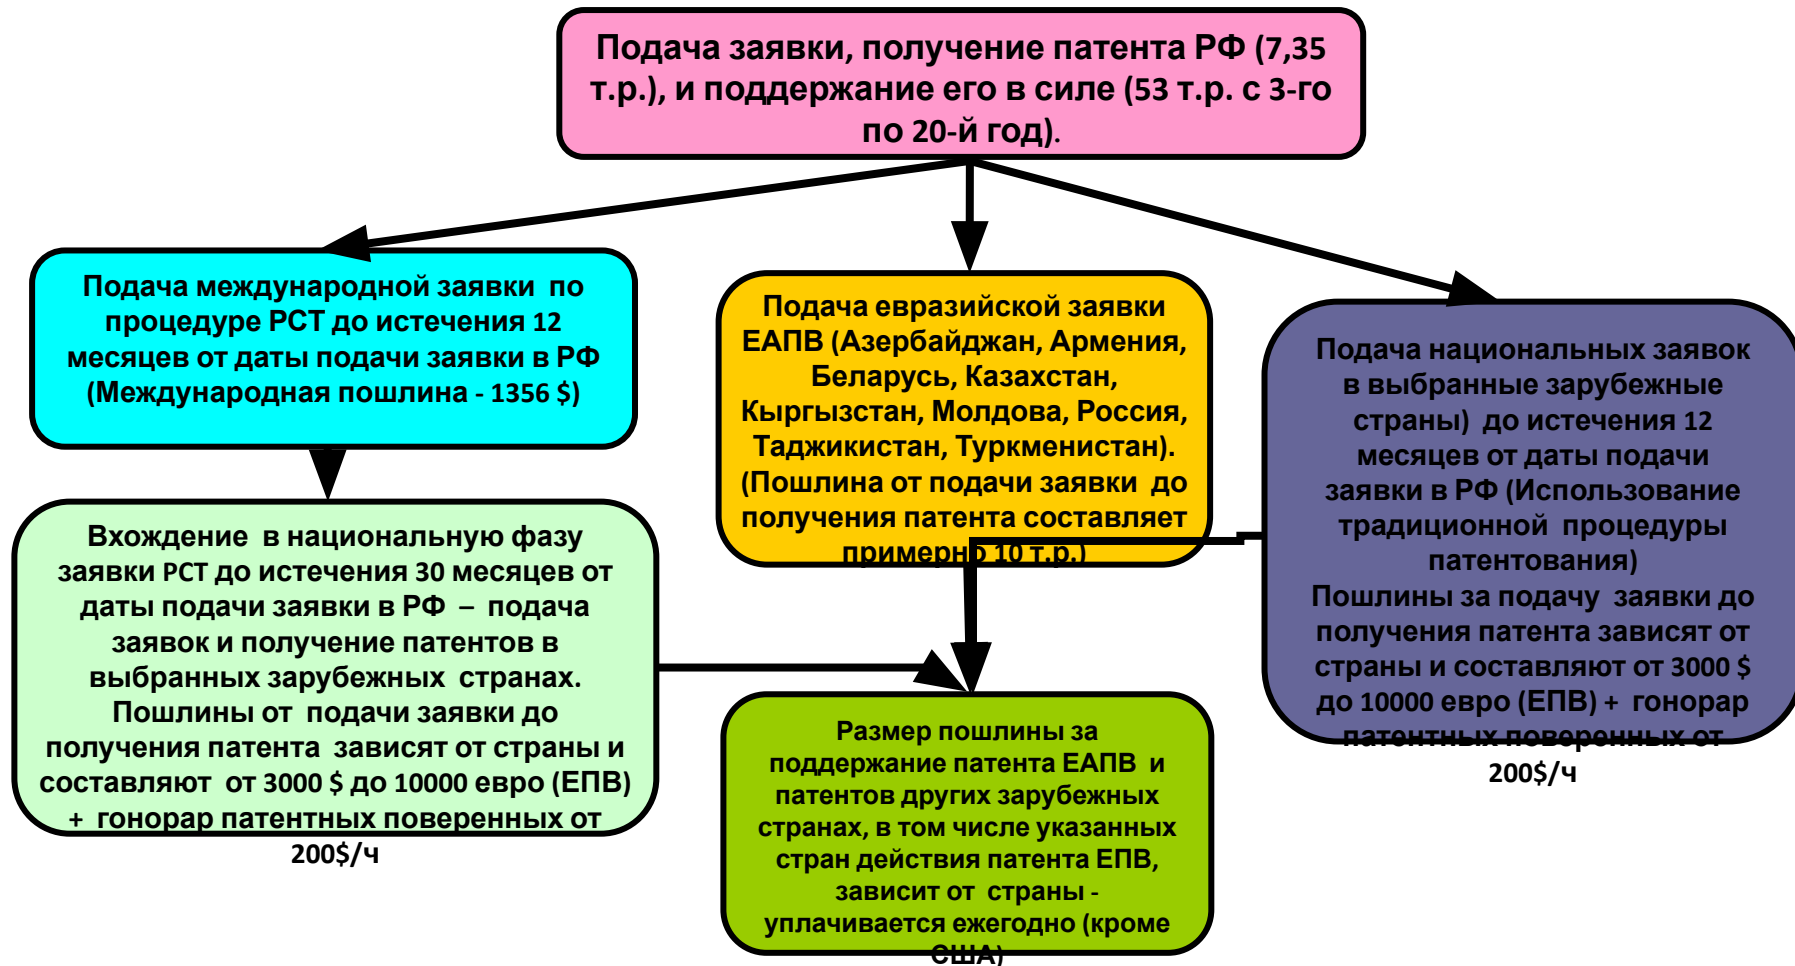 Подача заявки, получение патента РФ (7,35
т.р.), и поддержание его в силе (53 т.р. с 3-го
по 20-й год).
Подача международной заявки по
процедуре РСТ до истечения 12
месяцев от даты подачи заявки в РФ
(Международная пошлина - 1356 $)
Подача евразийской заявки
ЕАПВ (Азербайджан, Армения,
Беларусь, Казахстан,
Кыргызстан, Молдова, Россия,
Таджикистан, Туркменистан).
(Пошлина от подачи заявки до
получения патента составляет
примерно 10 т.р.)
Подача национальных заявок
в выбранные зарубежные
страны) до истечения 12
месяцев от даты подачи
заявки в РФ (Использование
традиционной процедуры
патентования)
Пошлины за подачу заявки до
получения патента зависят от
страны и составляют от 3000 $
до 10000 евро (ЕПВ) + гонорар
патентных поверенных от
200$/ч
Вхождение в национальную фазу
заявки РСТ до истечения 30 месяцев от
даты подачи заявки в РФ – подача
заявок и получение патентов в
выбранных зарубежных странах.
Пошлины от подачи заявки до
получения патента зависят от страны и
составляют от 3000 $ до 10000 евро (ЕПВ)
+ гонорар патентных поверенных от
200$/ч
Размер пошлины за
поддержание патента ЕАПВ и
патентов других зарубежных
странах, в том числе указанных
стран действия патента ЕПВ,
зависит от страны -
уплачивается ежегодно (кроме
США)